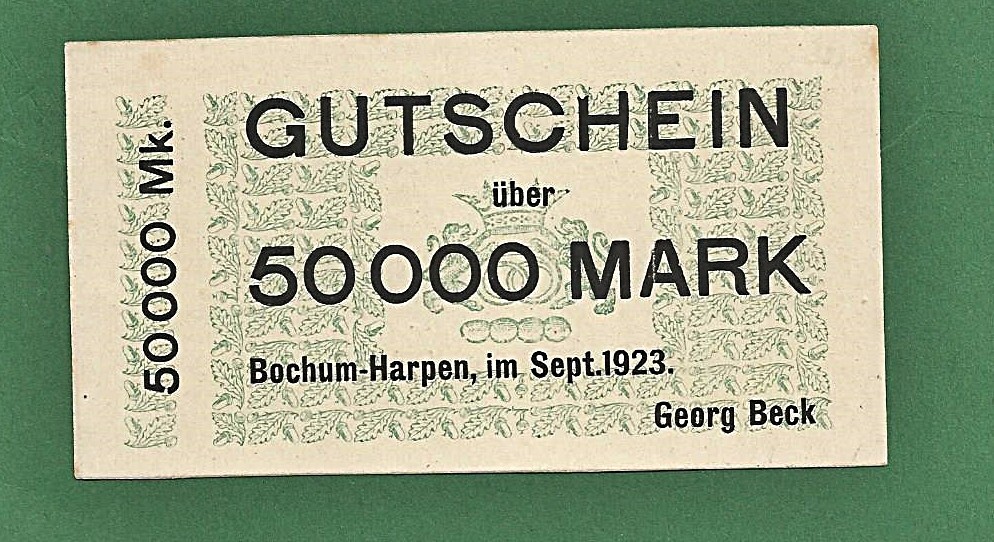 50000 Mk.
GUTSCHEIN
über
50000 MARK
Bochum-Harpen, im Sept.1923.
Georg Beck